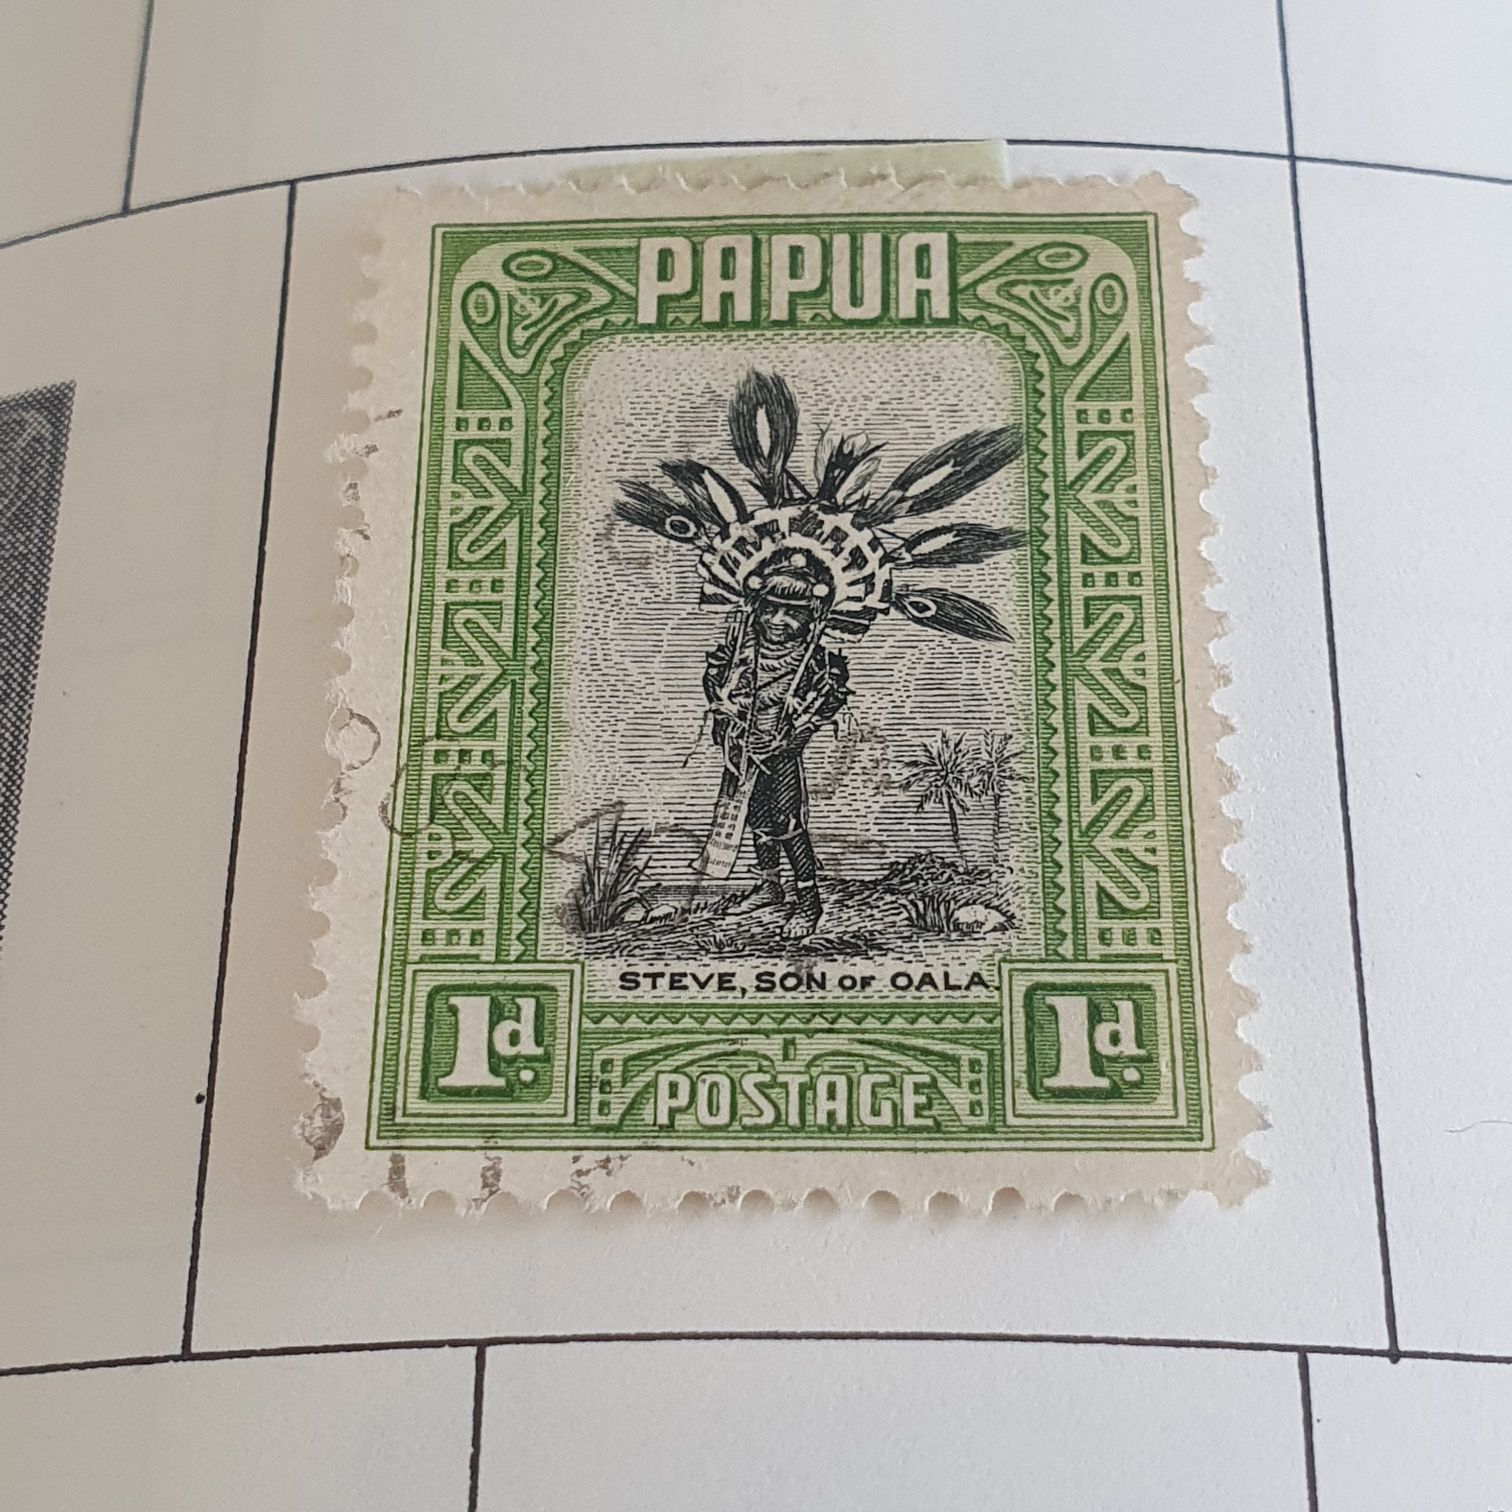 PAPUA
STEVE, SON OF OALA.
1d. 1d.
POSTAGE